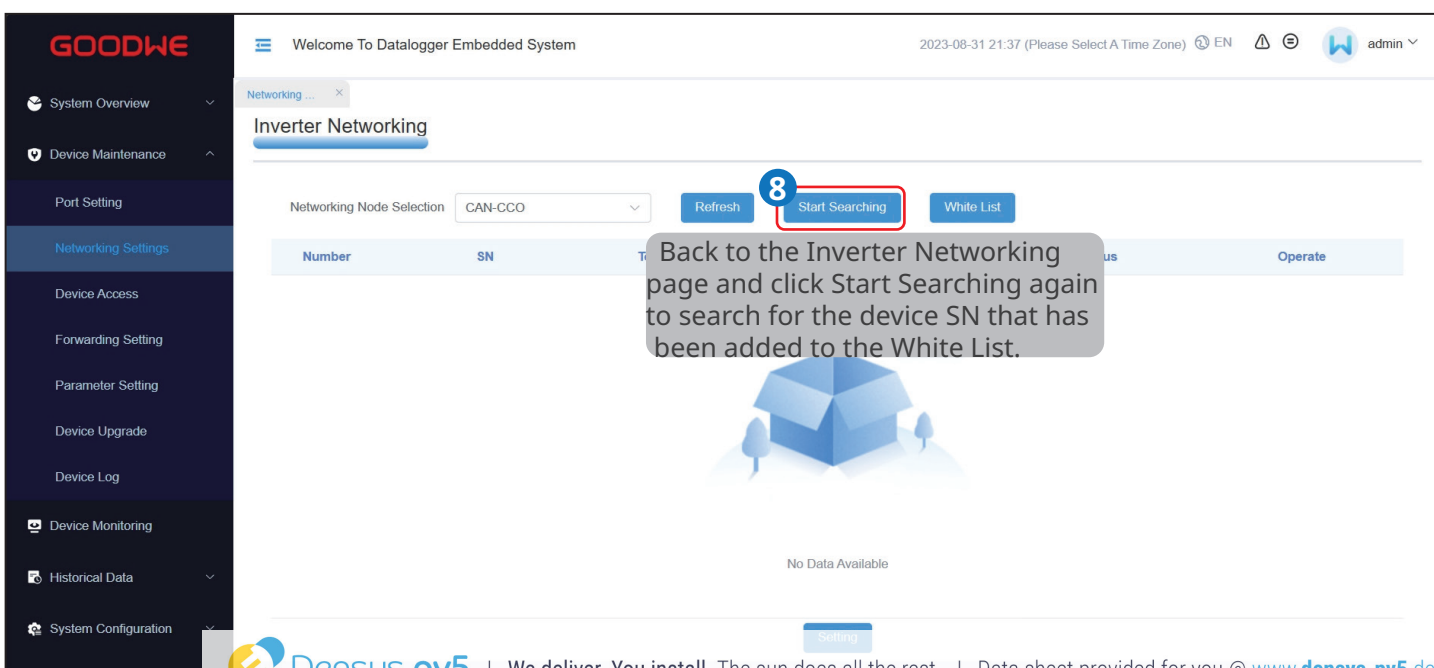 GOODWE
Welcome To Datalogger Embedded System
2023-08-31 21:37 (Please Select A Time Zone) EN
admin
System Overview
Networking ... ×
Inverter Networking
Device Maintenance
Port Setting
Networking Node Selection CAN-CCO Refresh 8 Start Searching White List
Networking Settings
Number SN Operate
Back to the Inverter Networking
page and click Start Searching again
to search for the device SN that has
been added to the White List.
Device Access
Forwarding Setting
Parameter Setting
Device Upgrade
Device Log
Device Monitoring
No Data Available
Historical Data
System Configuration
Setting
pv5 | We deliver. You install. The sun does all the rest. | Data sheet provided for you @ www.